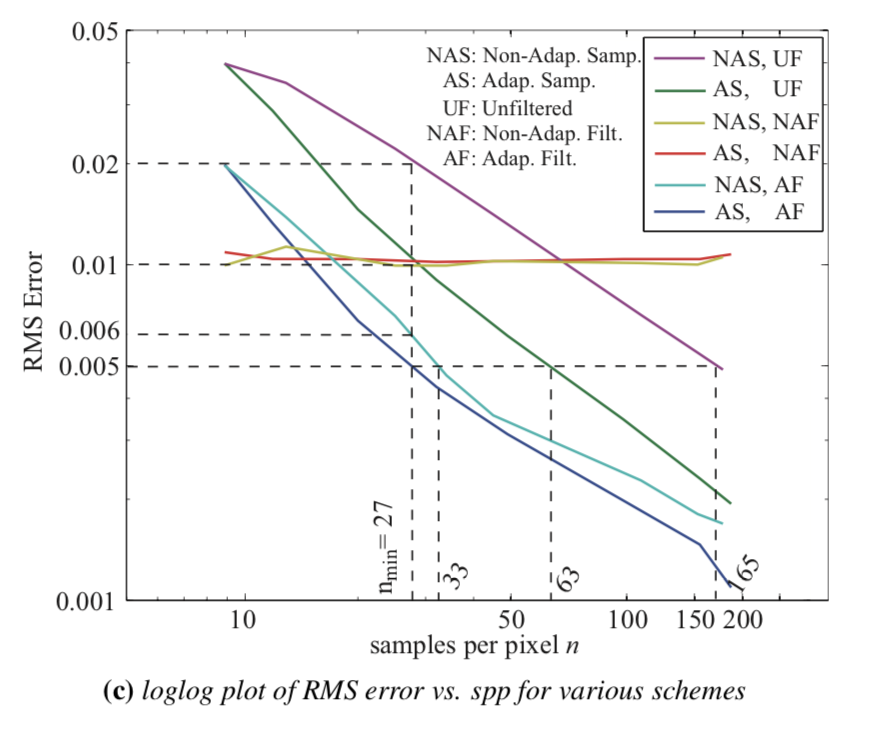 0.05
NAS: Non-Adap. Samp.
AS: Adap. Samp.
UF: Unfiltered
NAF: Non-Adap. Filt.
AF: Adap. Filt.
NAS, UF
AS, UF
NAS, NAF
AS, NAF
NAS, AF
AS, AF
0.02
0.01
0.006
0.005
0.001
RMS Error
nmin= 27
33
63
165
10
50
100
150
200
samples per pixel n
(c) loglog plot of RMS error vs. spp for various schemes